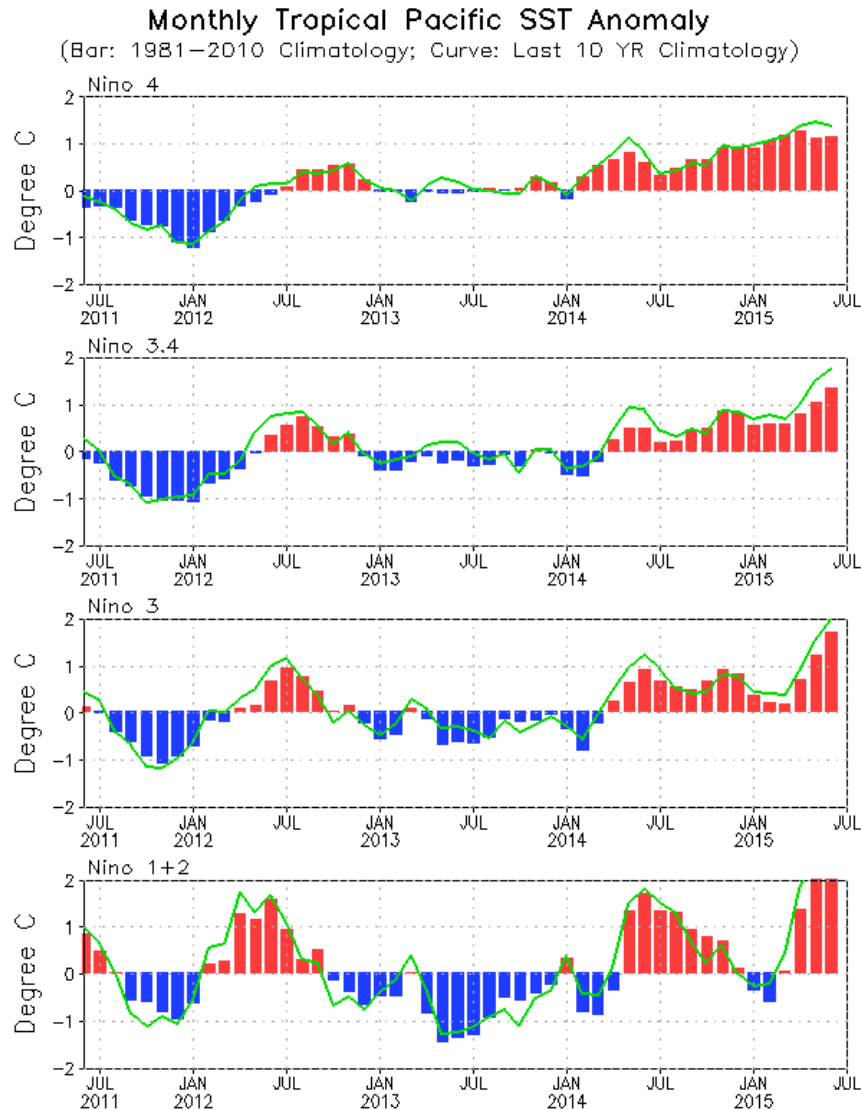 Monthly Tropical Pacific SST Anomaly
(Bar: 1981-2010 Climatology; Curve: Last 10 YR Climatology)
Nino 4
Degree C
2
1
0
-1
-2
JUL JAN JUL JAN JUL JAN JUL JAN JUL
2011 2012 2013 2014 2015
Nino 3.4
Degree C
2
1
0
-1
-2
JUL JAN JUL JAN JUL JAN JUL JAN JUL
2011 2012 2013 2014 2015
Nino 3
Degree C
2
1
0
-1
-2
JUL JAN JUL JAN JUL JAN JUL JAN JUL
2011 2012 2013 2014 2015
Nino 1+2
Degree C
2
1
0
-1
-2
JUL JAN JUL JAN JUL JAN JUL JAN JUL
2011 2012 2013 2014 2015